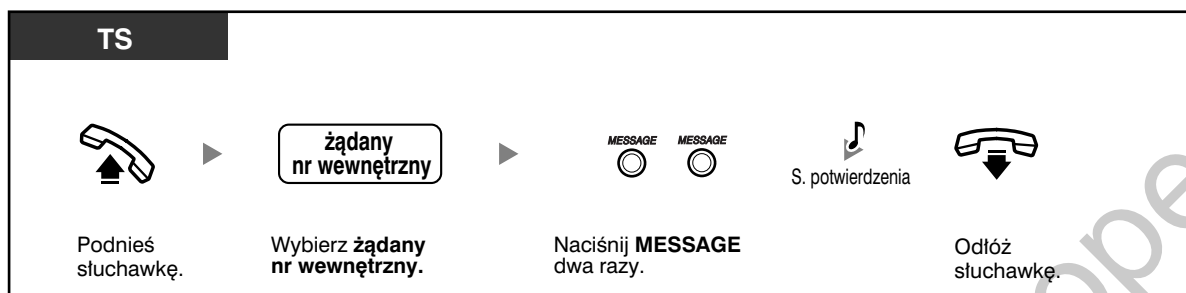 TS
żądany
nr wewnętrzny
MESSAGE MESSAGE
S. potwierdzenia
Podnieś
słuchawkę.
Wybierz żądany
nr wewnętrzny.
Naciśnij MESSAGE
dwa razy.
Odłóż
słuchawkę.